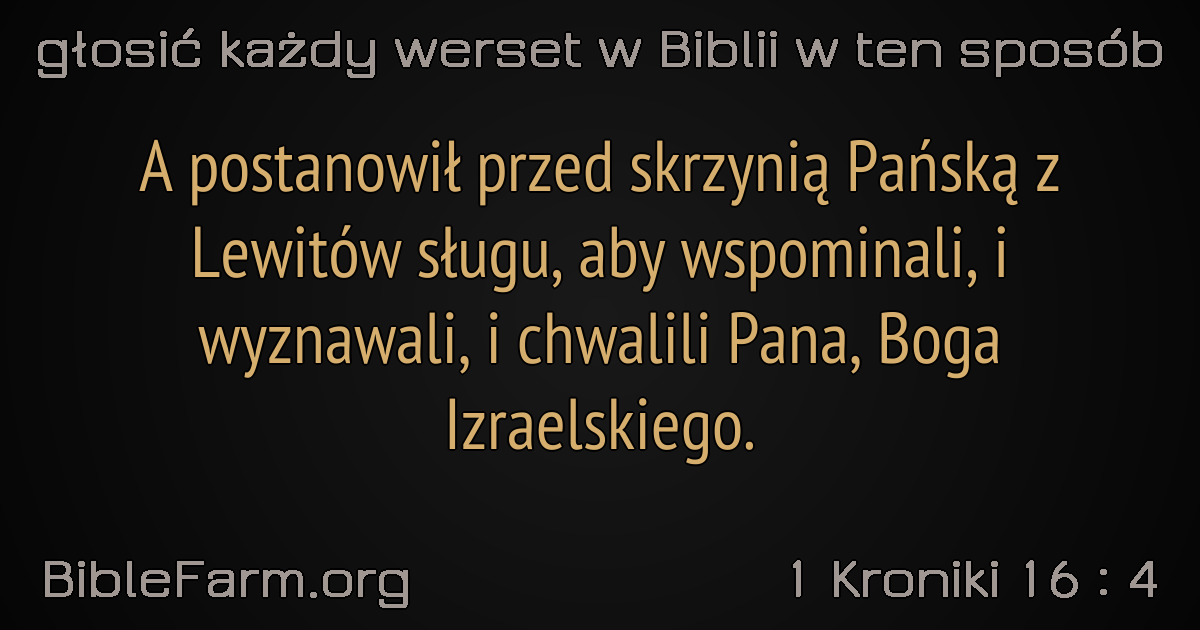 głosić każdy werset w Biblii w ten sposób
A postanowił przed skrzynią Pańską z
Lewitów sługu, aby wspominali, i
wyznawali, i chwalili Pana, Boga
Izraelskiego.
BibleFarm.org
1 Kroniki 16 : 4